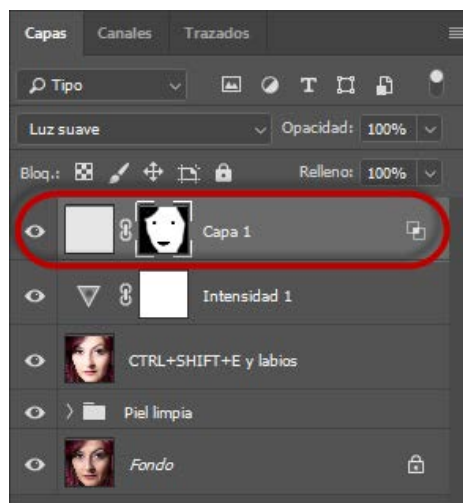 Capas Canales Trazados
Tipo T
Luz suave Opacidad: 100%
Bloq.: Relleno: 100%
Capa 1
Intensidad 1
CTRL+SHIFT+E y labios
Piel limpia
Fondo